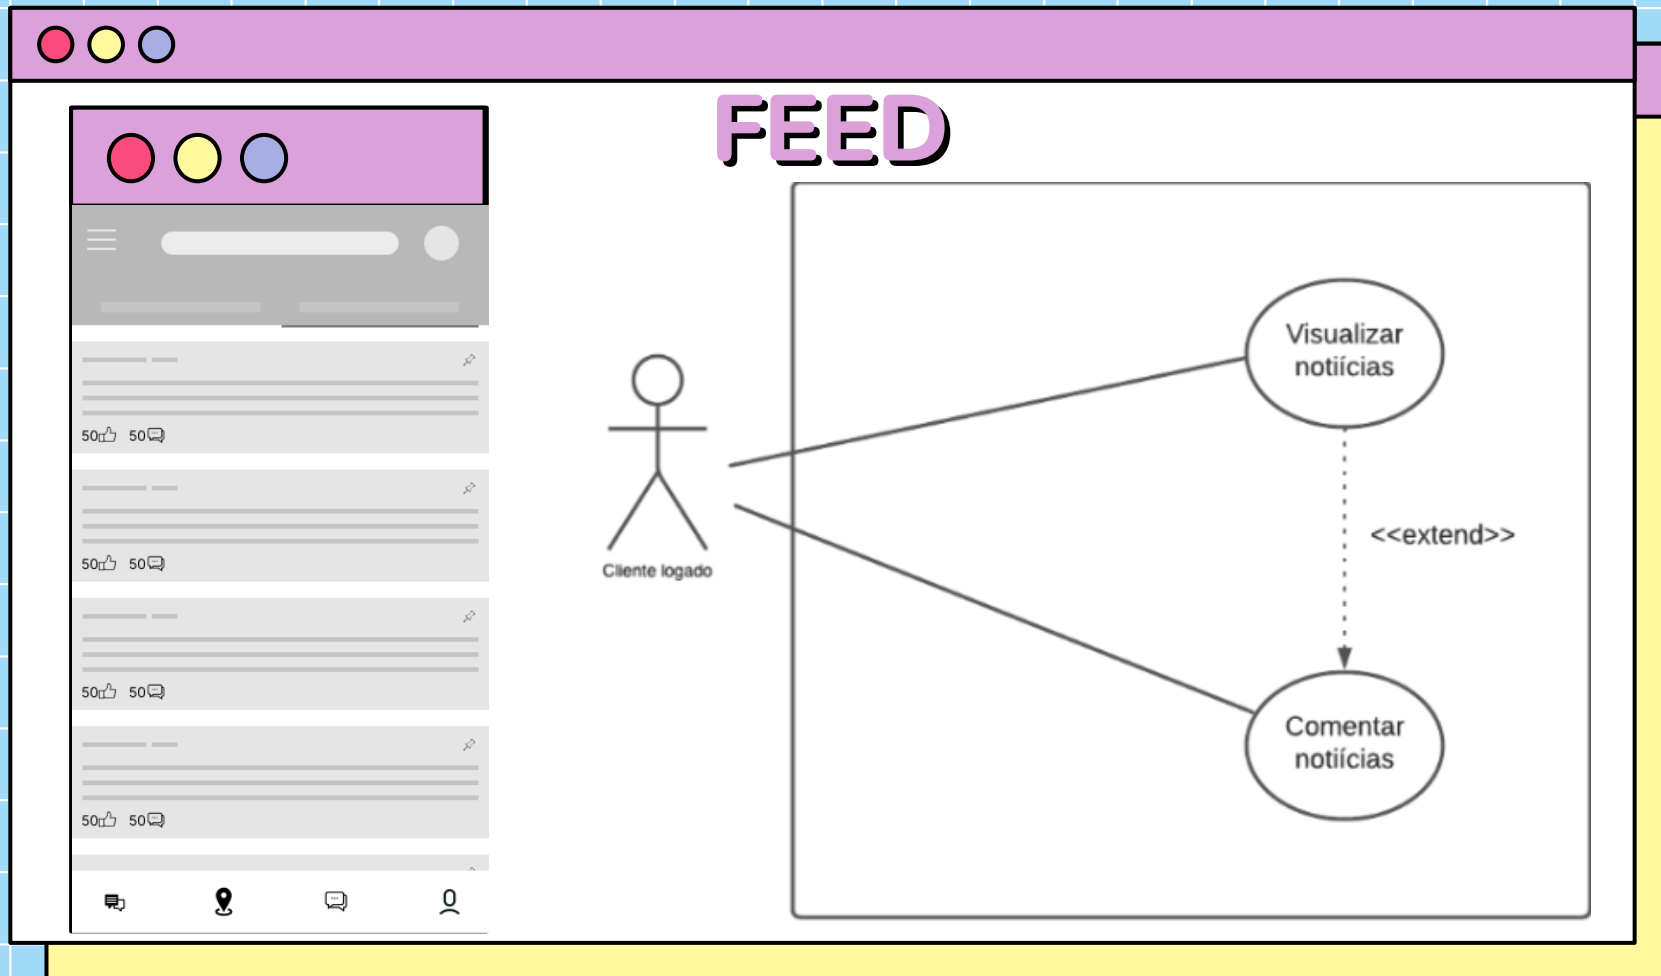 FEED
50 50
50 50
50 50
50 50
Cliente logado
Visualizar
notiícias
<<extend>>
Comentar
notiícias